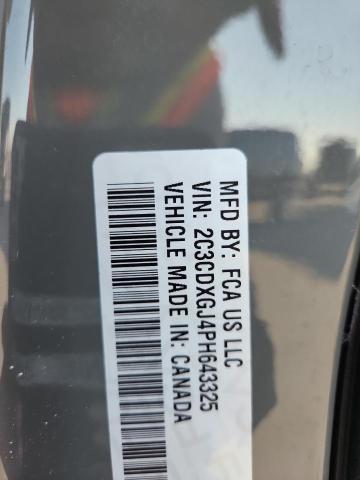 MFD BY: FCA US LLC
VIN: 2C3CDXGJ4PH643325
VEHICLE MADE IN: CANADA